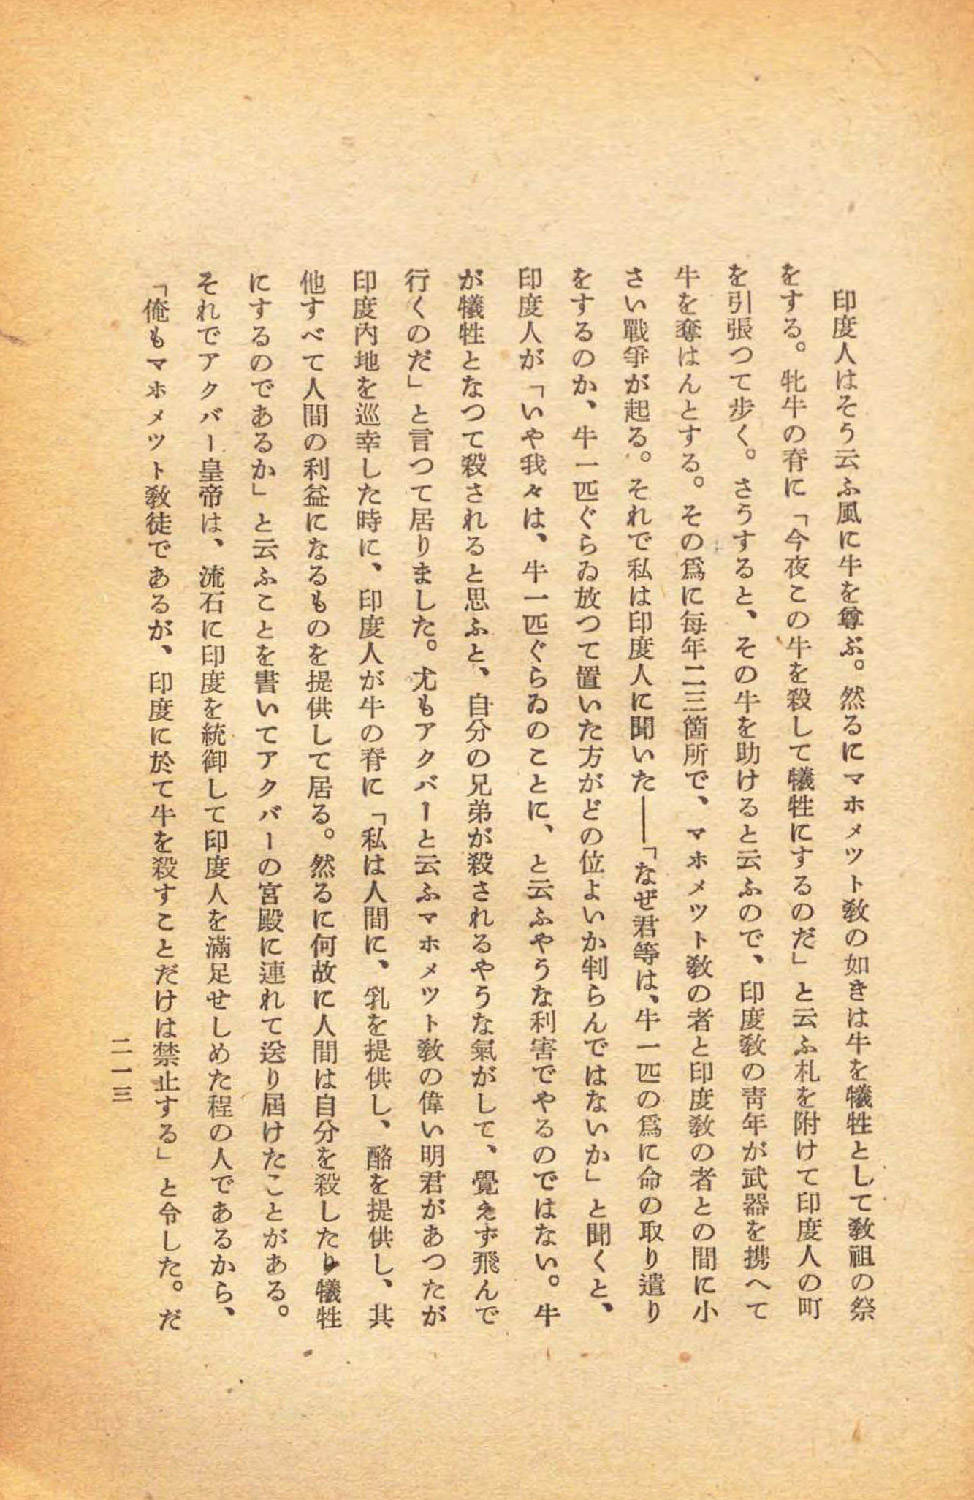 印度人はそう云ふ風に牛を尊ぶ。然るにマホメツト敎の如きは牛を犧牲として敎祖の祭
をする。牝牛の脊に「今夜この牛を殺して犧牲にするのだ」と云ふ札を附けて印度人の町
を引張つて步く。さうすると、その牛を助けると云ふので、印度敎の靑年が武器を携へて
牛を奪はんとする。その爲に每年二三箇所で、マホメツト敎の者と印度敎の者との間に小
さい戰爭が起る。それで私は印度人に聞いた――「なぜ君等は、牛一匹の爲に命の取り遣り
をするのか、牛一匹ぐらゐ放つて置いた方がどの位よいか判らんではないか」と聞くと、
印度人が「いや我々は、牛一匹ぐらゐのことに、と云ふやうな利害でやるのではない。牛
が犧牲となつて殺されると思ふと、自分の兄弟が殺されるやうな氣がして、覺えず飛んで
行くのだ」と言つて居りました。尤もアクバーと云ふマホメツト敎の偉い明君があつたが
印度內地を巡幸した時に、印度人が牛の脊に「私は人間に、乳を提供し、酪を提供し、其
他すべて人間の利益になるものを提供して居る。然るに何故に人間は自分を殺したり犧牲
にするのであるか」と云ふことを書いてアクバーの宮殿に連れて送り屆けたことがある。
それでアクバー皇帝は、流石に印度を統御して印度人を滿足せしめた程の人であるから、
「俺もマホメツト敎徒であるが、印度に於て牛を殺すことだけは禁止する」と令した。だ
二一三